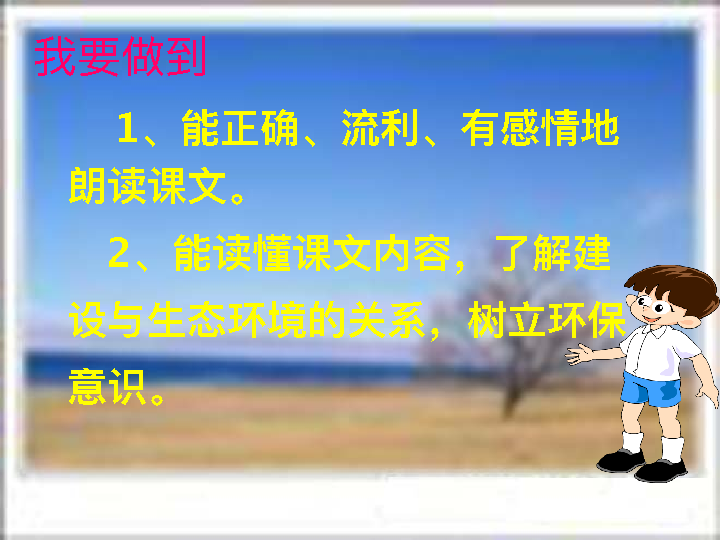 我要做到
1、能正确、流利、有感情地
朗读课文。
2、能读懂课文内容，了解建
设与生态环境的关系，树立环保
意识。